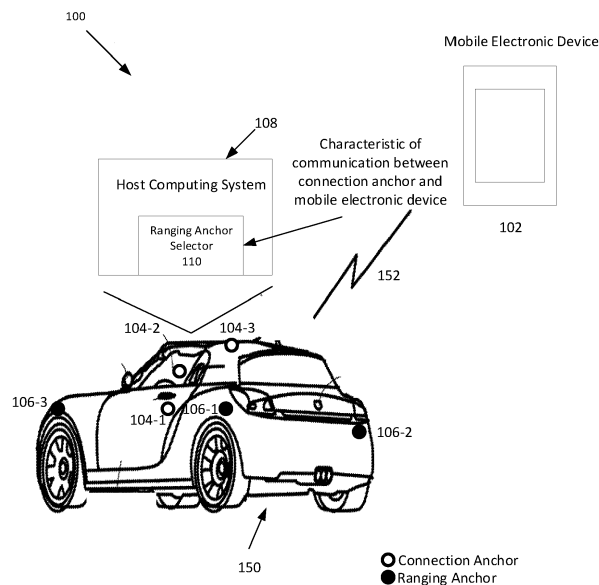 100
Mobile Electronic Device
108
Characteristic of
communication between
connection anchor and
mobile electronic device
Host Computing System
Ranging Anchor
Selector
110
102
152
104-2
104-3
106-3
104-1
106-1
106-2
150
Connection Anchor
Ranging Anchor